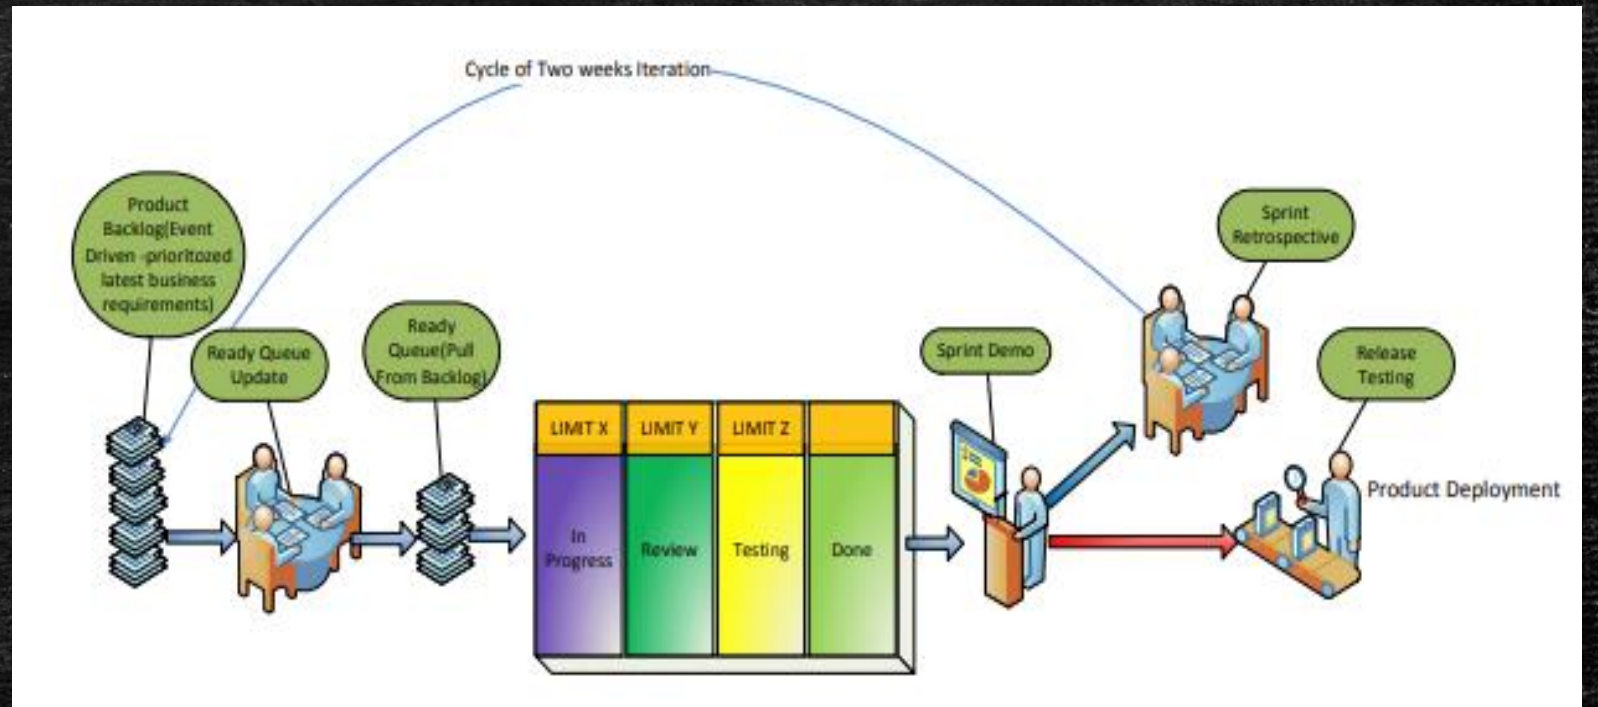 Cycle of Two weeks Iteration
Product
Backlog(Event
Driven -prioritozed
latest business
requirements)
Ready Queue
Update
Ready
Queue(Pull
From Backlog)
LIMIT X
LIMIT Y
LIMIT Z
In
Progress
Review
Testing
Done
Sprint Demo
Sprint
Retrospective
Release
Testing
Product Deployment